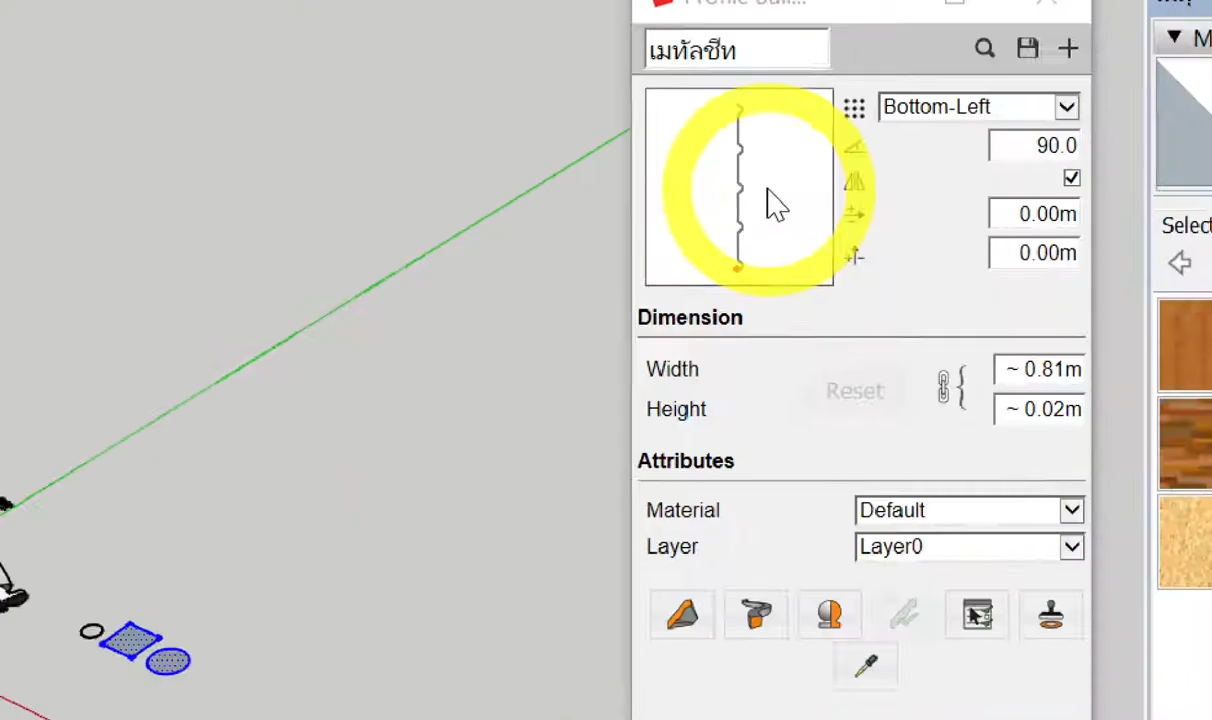 เมทัลชีท
Bottom-Left
90.0
0.00m
0.00m
Dimension
Width
~ 0.81m
Reset
Height
~ 0.02m
Attributes
Material
Default
Layer
Layer0
Select